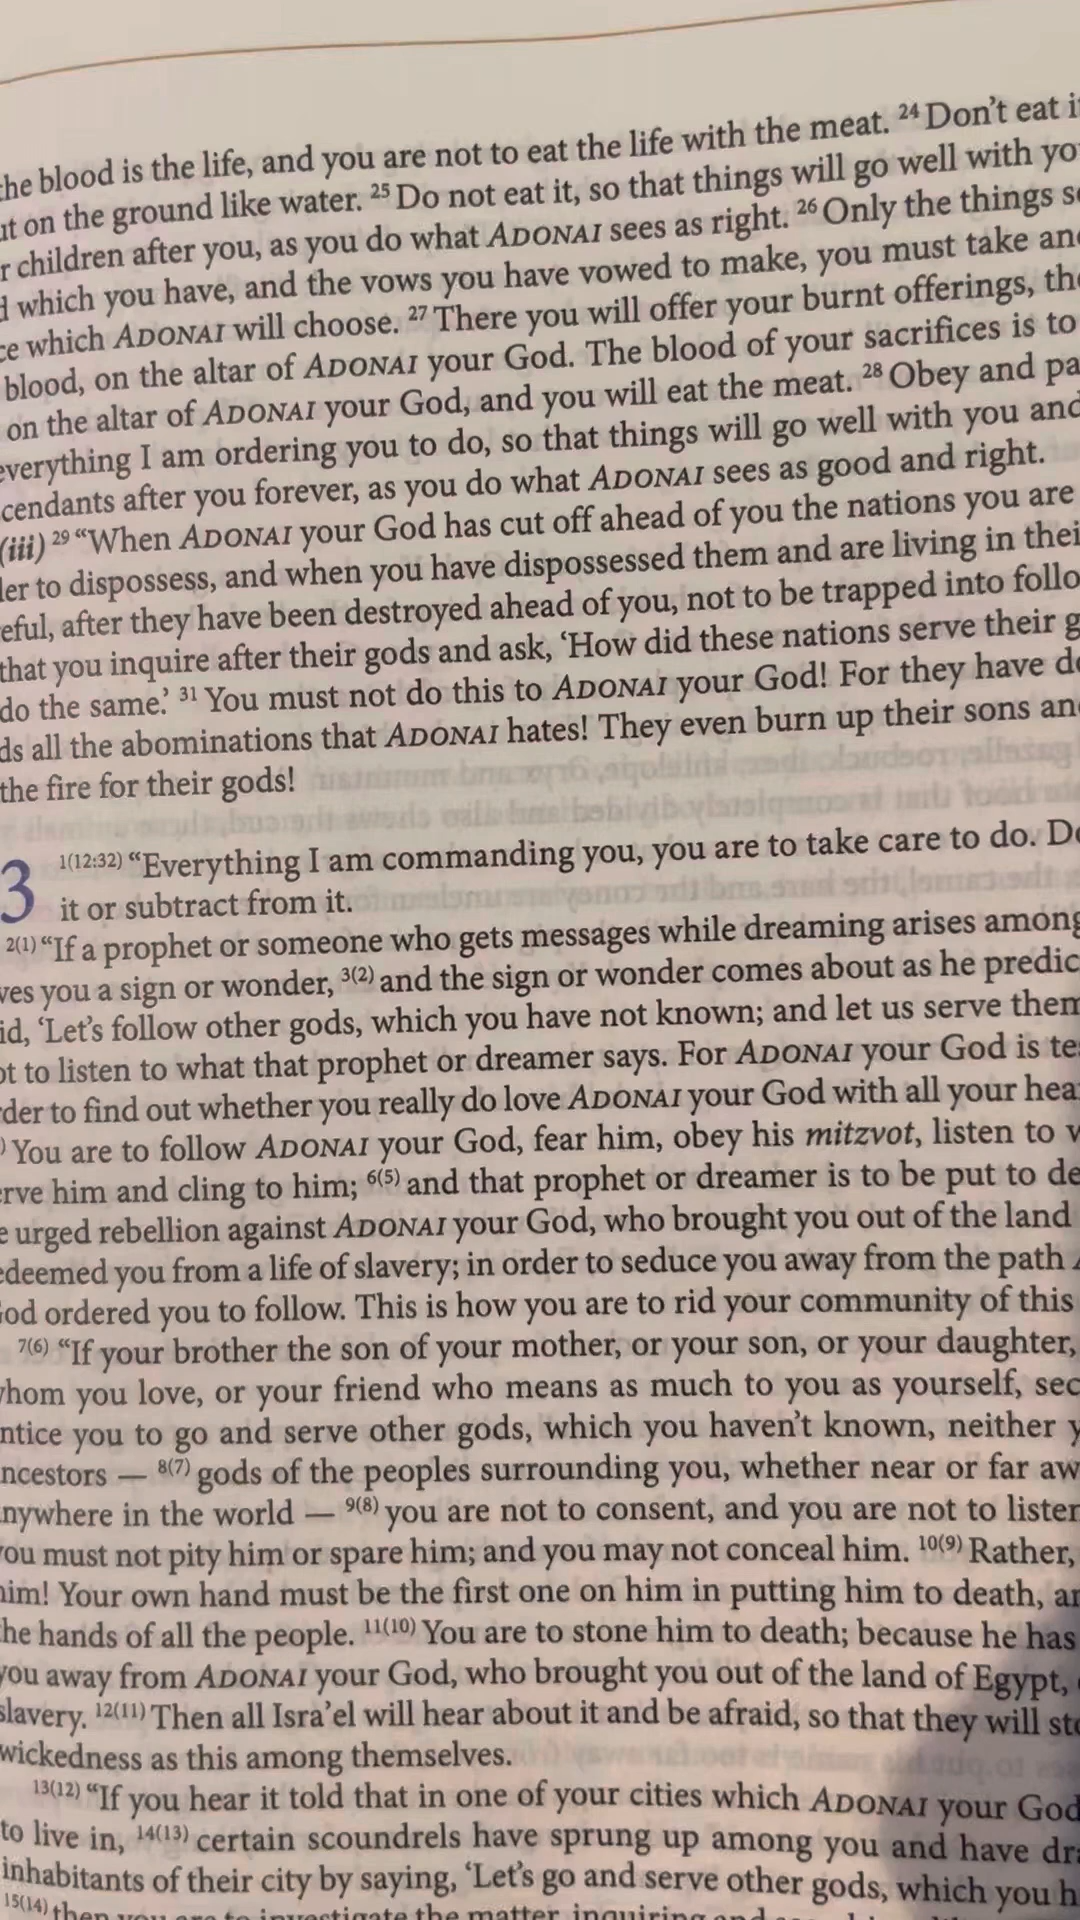 the blood is the life, and you are not to eat the life with the meat. 24 Don't eat i
ut on the ground like water. 25 Do not eat it, so that things will go well with yo
r children after you, as you do what ADONAI sees as right. 26 Only the things s
d which you have, and the vows you have vowed to make, you must take an
ce which ADONAI will choose. 27 There you will offer your burnt offerings, the
blood, on the altar of ADONAI your God. The blood of your sacrifices is to
on the altar of ADONAI your God, and you will eat the meat. 28 Obey and pa
everything I am ordering you to do, so that things will go well with you and
cendants after you forever, as you do what ADONAI sees as good and right.
(iii) 29 “When ADONAI your God has cut off ahead of you the nations you are
der to dispossess, and when you have dispossessed them and are living in thei
eful, after they have been destroyed ahead of you, not to be trapped into follo
that you inquire after their gods and ask, ‘How did these nations serve their g
do the same.’ 31 You must not do this to ADONAI your God! For they have do
ds all the abominations that ADONAI hates! They even burn up their sons an
the fire for their gods!
3 1(12:32) “Everything I am commanding you, you are to take care to do. Do
it or subtract from it.
2(1) “If a prophet or someone who gets messages while dreaming arises among
ves you a sign or wonder, 3(2) and the sign or wonder comes about as he predic
id, ‘Let’s follow other gods, which you have not known; and let us serve them
ot to listen to what that prophet or dreamer says. For ADONAI your God is te
der to find out whether you really do love ADONAI your God with all your hea
) You are to follow ADONAI your God, fear him, obey his mitzvot, listen to
erve him and cling to him; 6(5) and that prophet or dreamer is to be put to de
e urged rebellion against ADONAI your God, who brought you out of the land
edeemed you from a life of slavery; in order to seduce you away from the path
God ordered you to follow. This is how you are to rid your community of this
7(6) “If your brother the son of your mother, or your son, or your daughter,
whom you love, or your friend who means as much to you as yourself, sec
ntice you to go and serve other gods, which you haven’t known, neither y
ncestors — 8(7) gods of the peoples surrounding you, whether near or far aw
nywhere in the world — 9(8) you are not to consent, and you are not to listen
you must not pity him or spare him; and you may not conceal him. 10(9) Rather,
him! Your own hand must be the first one on him in putting him to death, an
he hands of all the people. 11(10) You are to stone him to death; because he has
you away from ADONAI your God, who brought you out of the land of Egypt,
slavery. 12(11) Then all Isra’el will hear about it and be afraid, so that they will sto
wickedness as this among themselves.
13(12) “If you hear it told that in one of your cities which ADONAI your God
to live in, 14(13) certain scoundrels have sprung up among you and have dr
inhabitants of their city by saying, ‘Let’s go and serve other gods, which you h
15(14) then you are to investigate the matter, inquiring and